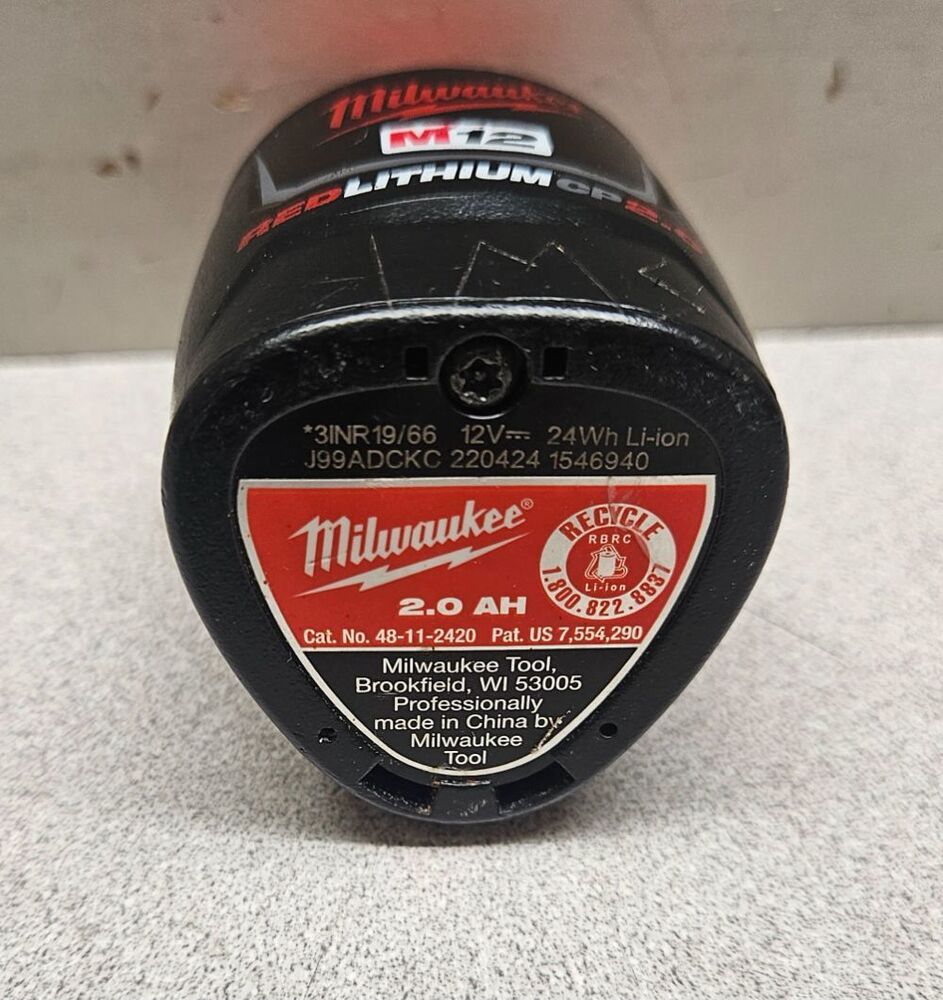 Milwaukee
M12
REDLITHIUM CP 2.0
*3INR19/66 12V⎓ 24Wh Li-ion
J99ADCKC 220424 1546940
Milwaukee®
RECYCLE
RBRC
Li-ion
1.800.822.8837
2.0 AH
Cat. No. 48-11-2420 Pat. US 7,554,290
Milwaukee Tool,
Brookfield, WI 53005
Professionally
made in China by
Milwaukee
Tool